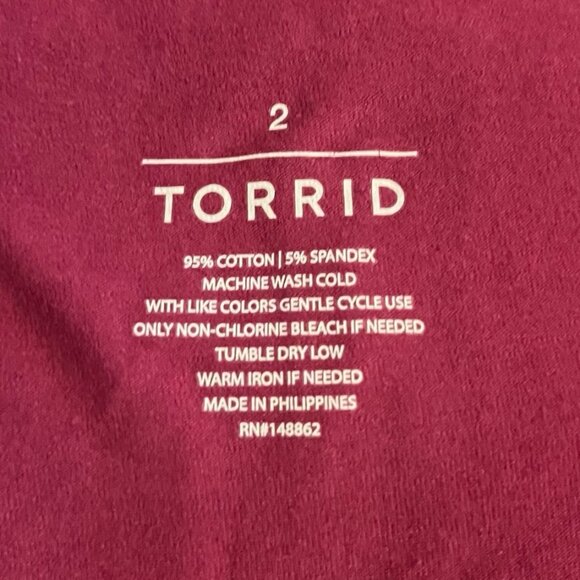 2
TORRID
95% COTTON | 5% SPANDEX
MACHINE WASH COLD
WITH LIKE COLORS GENTLE CYCLE USE
ONLY NON-CHLORINE BLEACH IF NEEDED
TUMBLE DRY LOW
WARM IRON IF NEEDED
MADE IN PHILIPPINES
RN#148862